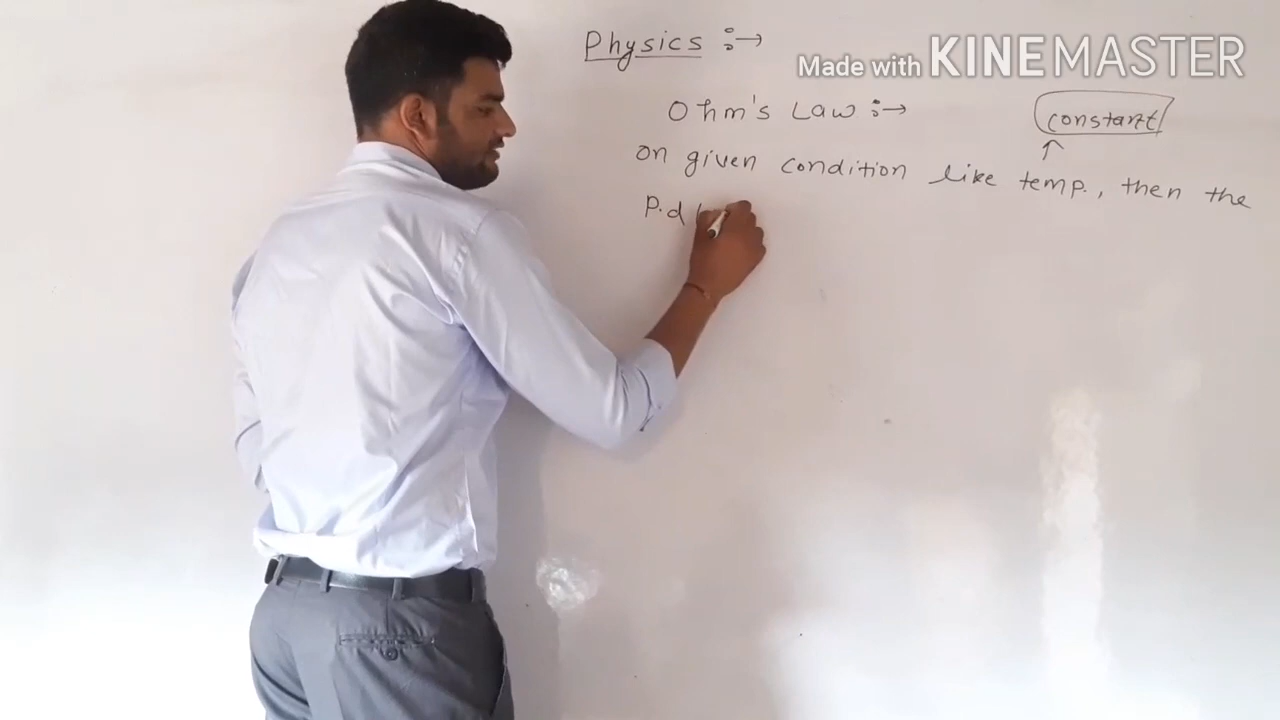 Physics :→
Made with KINEMASTER
Ohm's Law :→
constant
↑
on given condition like temp., then the
P.d (